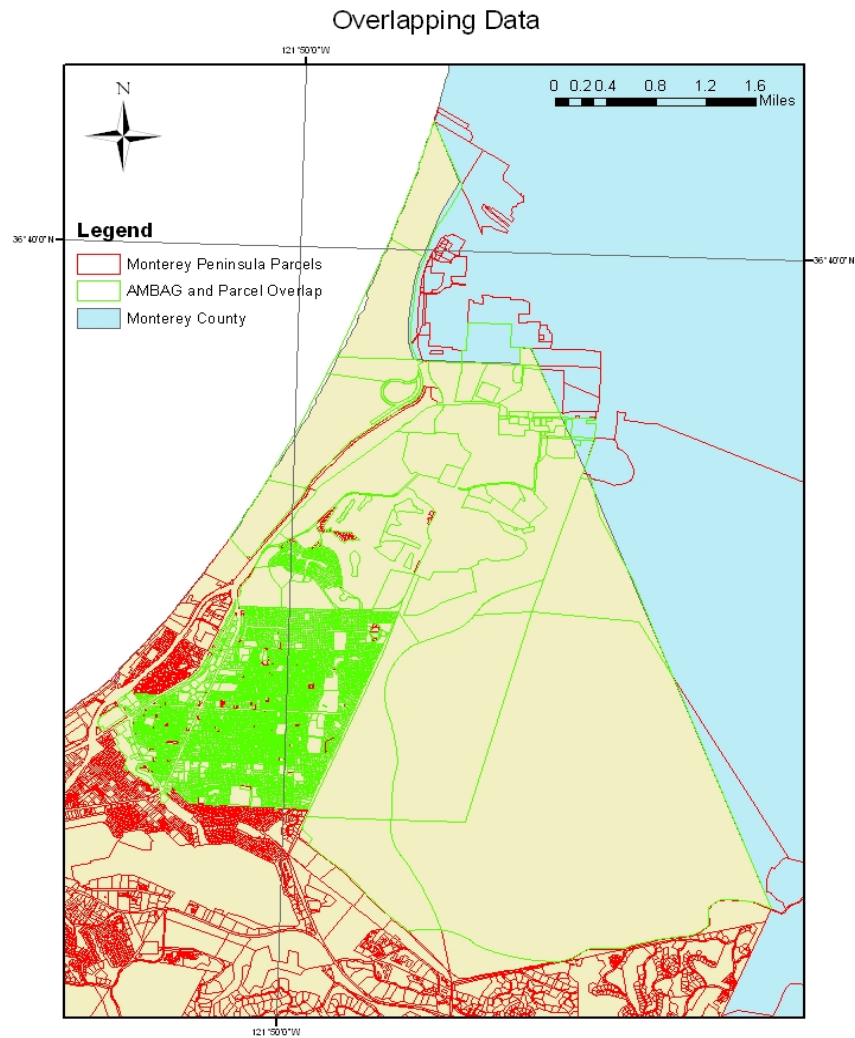 Overlapping Data
121°50'0"W
N
0 0.2 0.4 0.8 1.2 1.6
Miles
Legend
36°40'0"N
36°40'0"N
Monterey Peninsula Parcels
AMBAG and Parcel Overlap
Monterey County
121°50'0"W